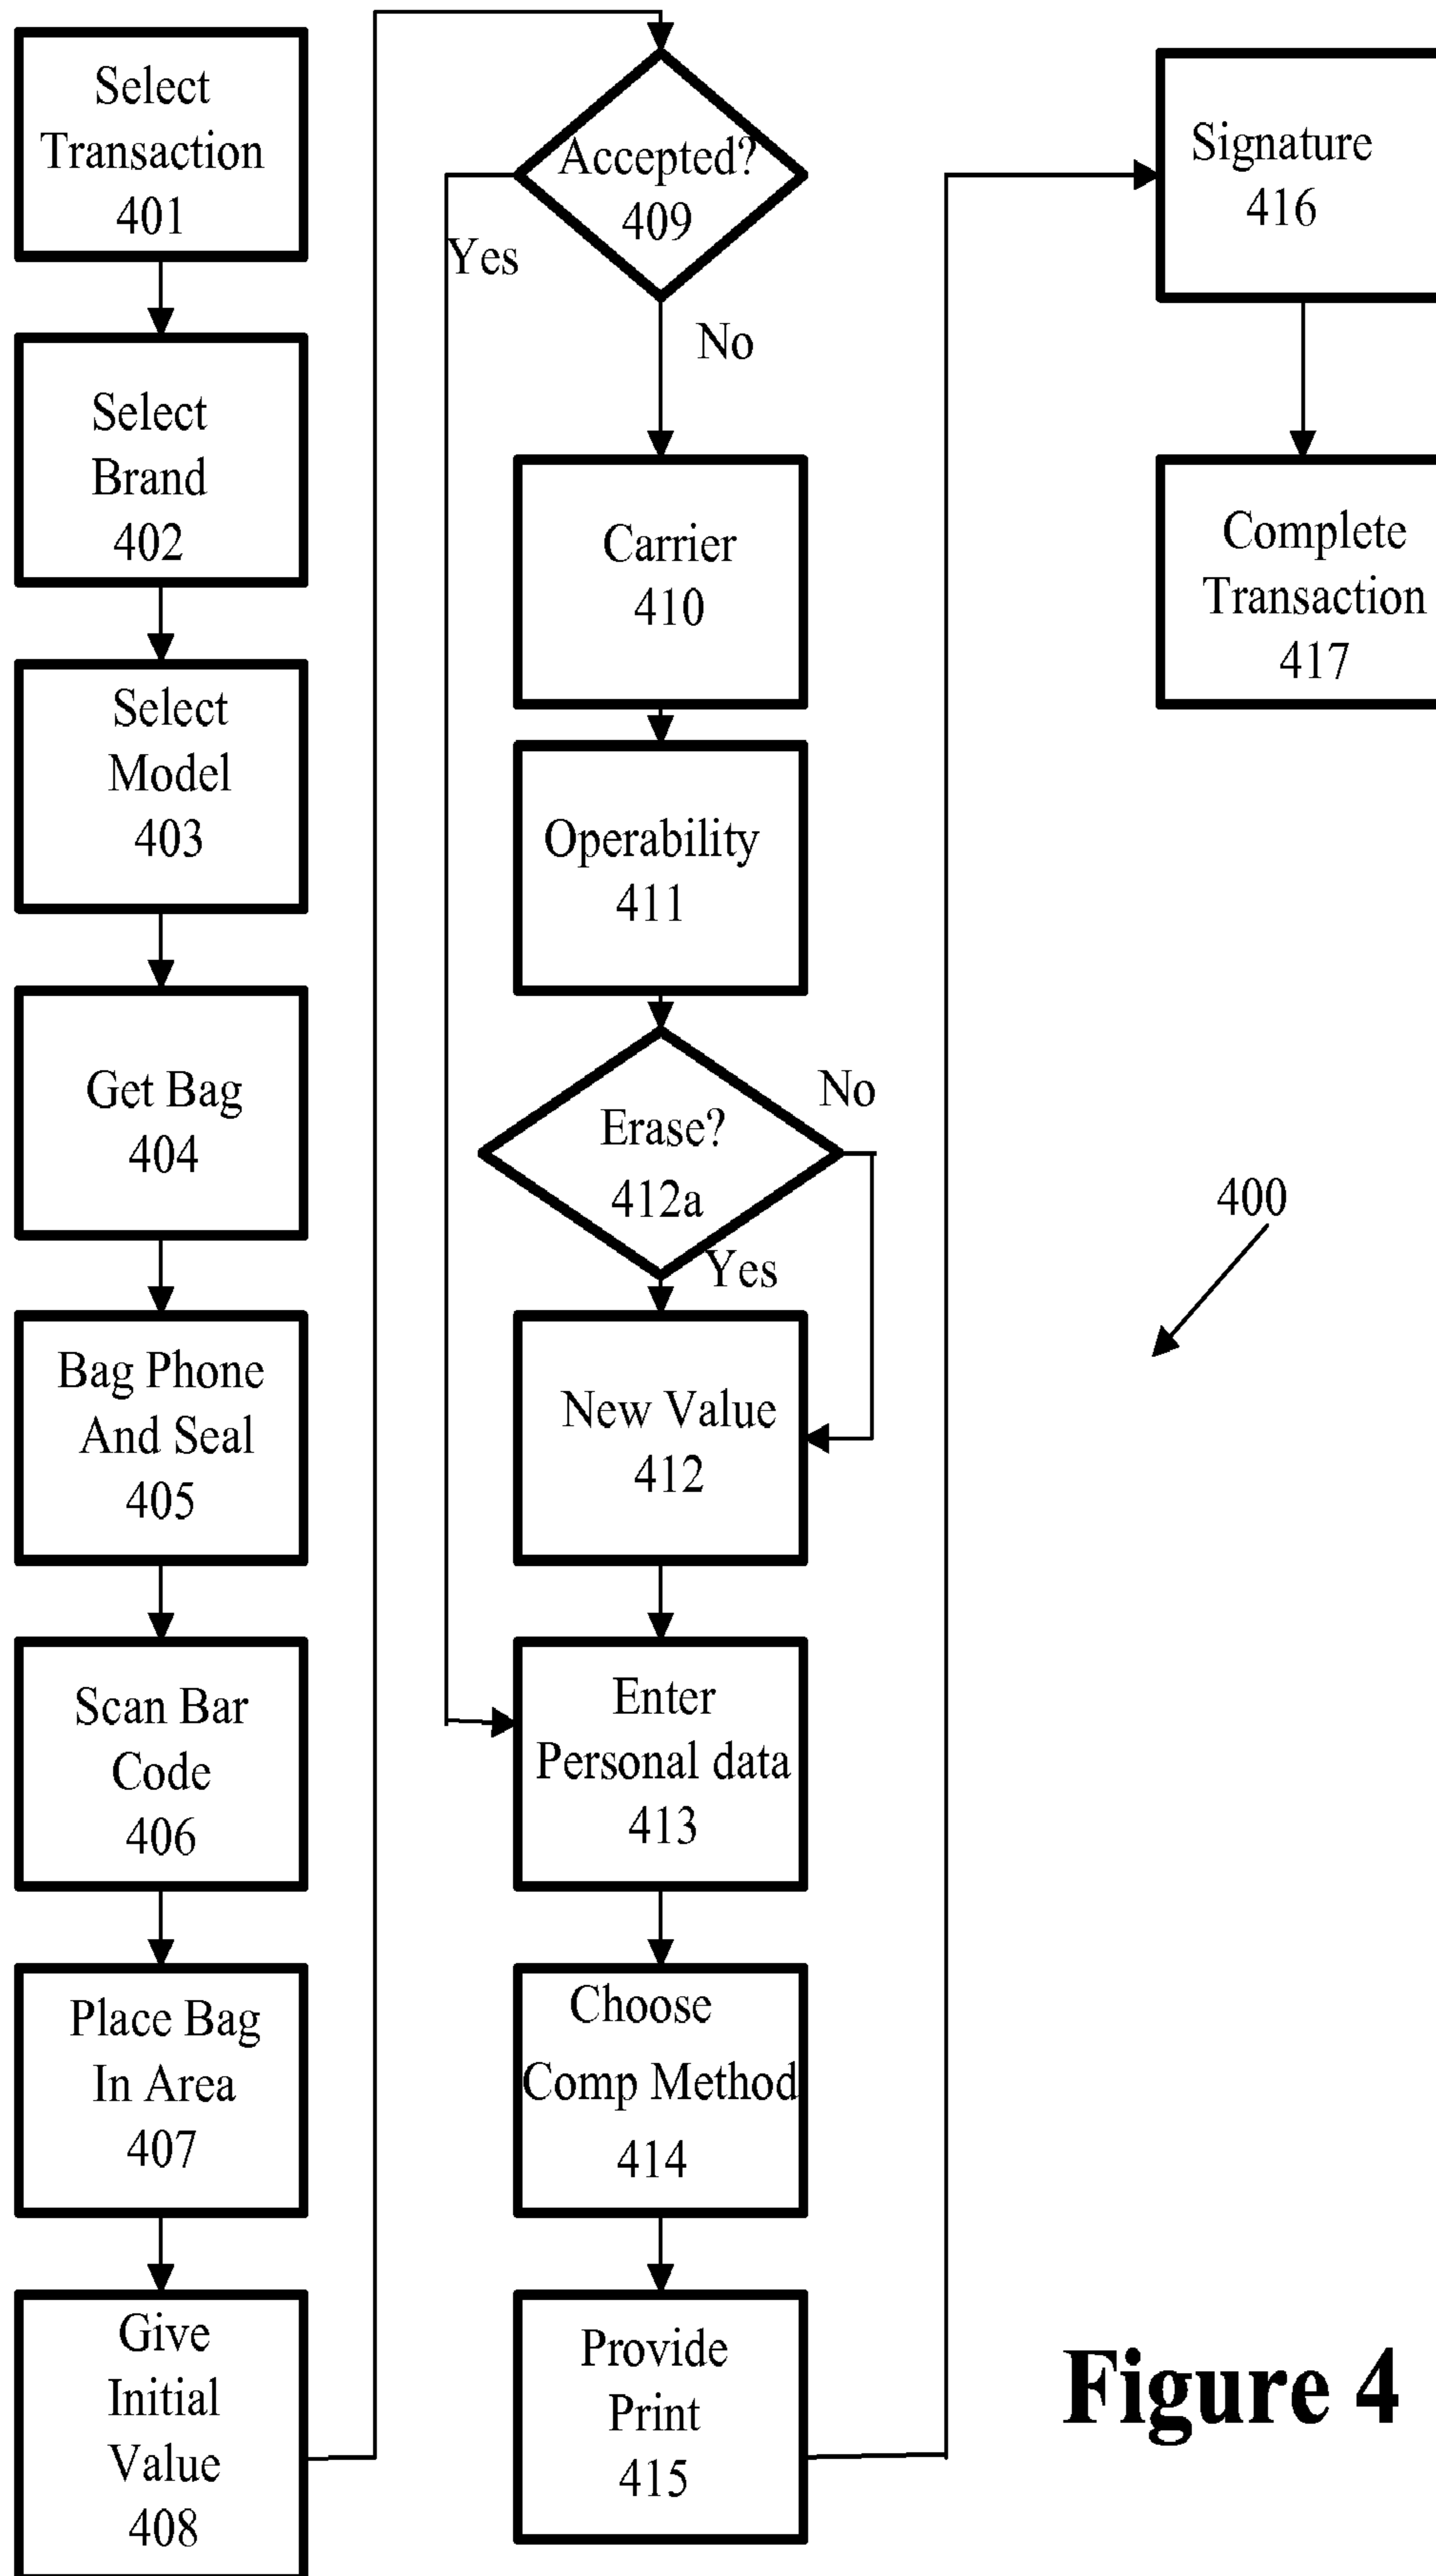 Select
Transaction
401
Select
Brand
402
Select
Model
403
Get Bag
404
Bag Phone
And Seal
405
Scan Bar
Code
406
Place Bag
In Area
407
Give
Initial
Value
408
Accepted?
409
Yes
No
Carrier
410
Operability
411
Erase?
412a
No
Yes
New Value
412
Enter
Personal data
413
Choose
Comp Method
414
Provide
Print
415
Signature
416
Complete
Transaction
417
400
Figure 4